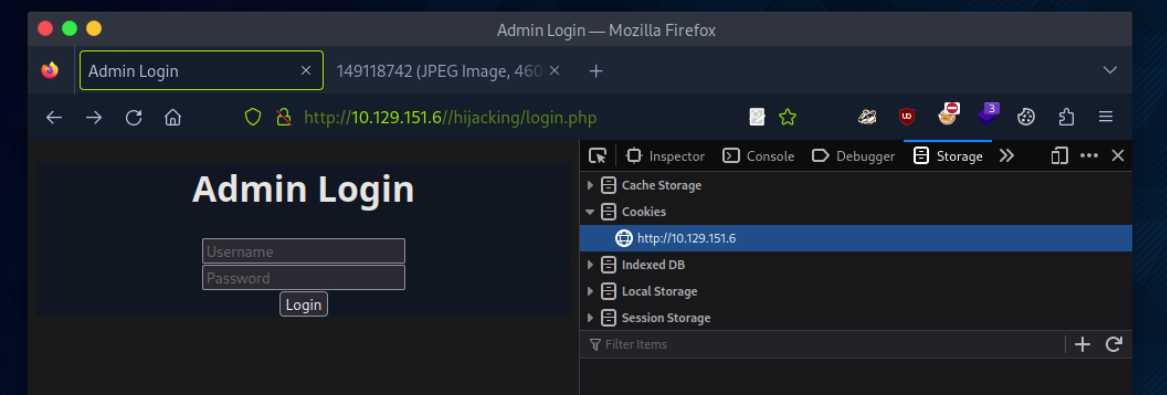 Admin Login — Mozilla Firefox
Admin Login
149118742 (JPEG Image, 460
http://10.129.151.6//hijacking/login.php
3
Inspector
Console
Debugger
Storage
Admin Login
Username
Password
Login
Cache Storage
Cookies
http://10.129.151.6
Indexed DB
Local Storage
Session Storage
Filter Items